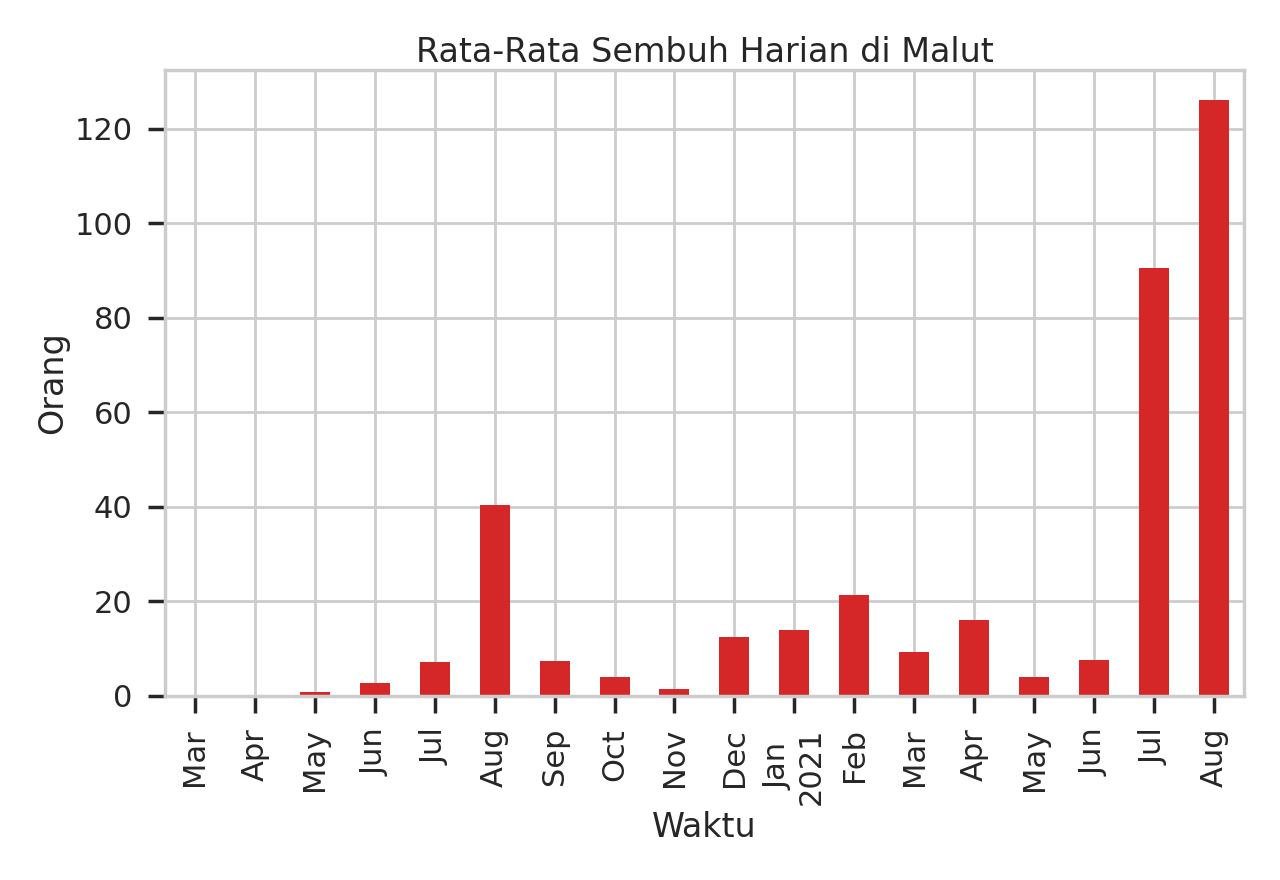 Rata-Rata Sembuh Harian di Malut
Orang
120
100
80
60
40
20
0
Mar
Apr
May
Jun
Jul
Aug
Sep
Oct
Nov
Dec
Jan
2021
Feb
Mar
Apr
May
Jun
Jul
Aug
Waktu